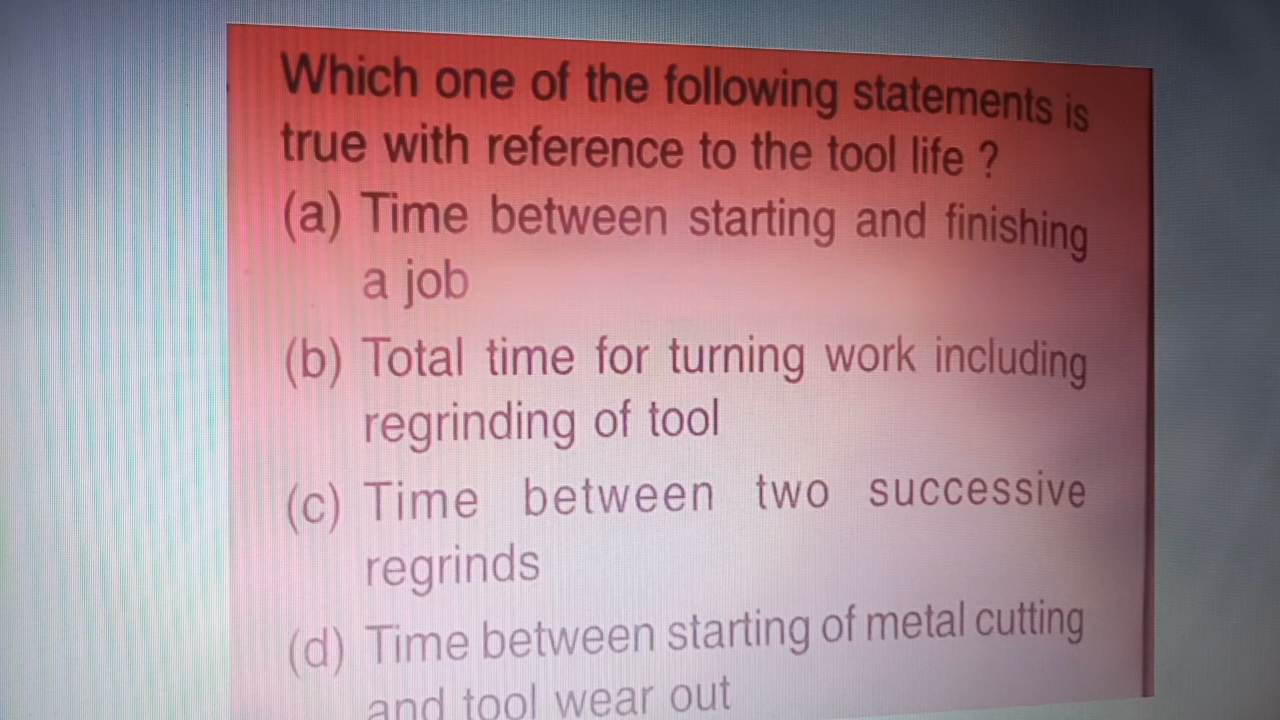 Which one of the following statements is
true with reference to the tool life ?
(a) Time between starting and finishing
a job
(b) Total time for turning work including
regrinding of tool
(c) Time between two successive
regrinds
(d) Time between starting of metal cutting
and tool wear out